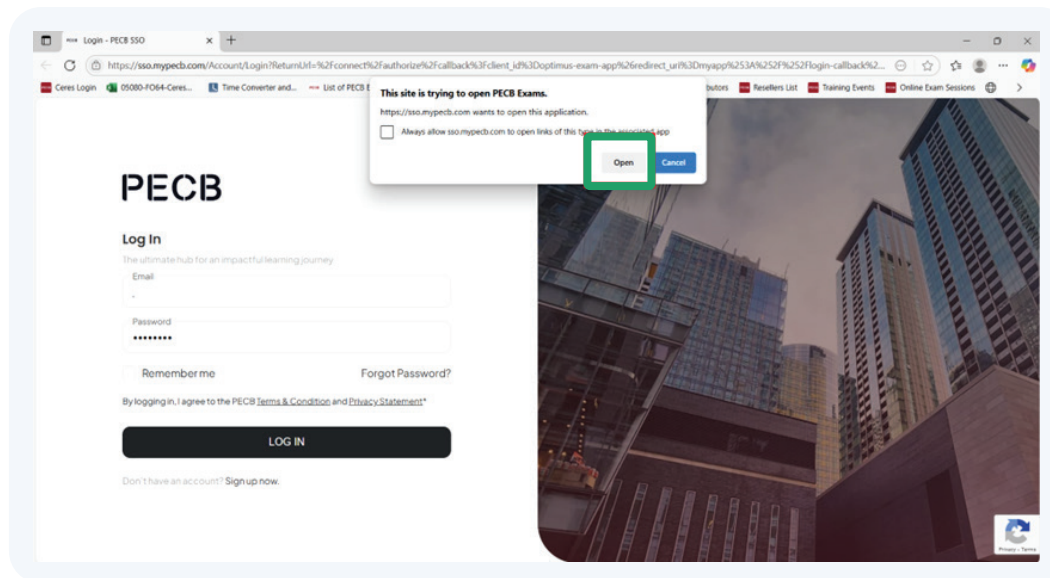 Login - PECB SSO
https://sso.mypecb.com/Account/Login?ReturnUrl=%2Fconnect%2Fauthorize%2Fcallback%3Fclient_id%3Doptimus-exam-app%26redirect_uri%3Dmyapp%253A%252F%252Flogin-callback%2...
Ceres Login 05080-FO64-Ceres... Time Converter and... List of PECB E butors Resellers List Training Events Online Exam Sessions
This site is trying to open PECB Exams.
https://sso.mypecb.com wants to open this application.
Always allow sso.mypecb.com to open links of this type in the associated app
Open Cancel
PECB
Log In
The ultimate hub for an impactful learning journey
Email
.
Password
••••••••
Remember me Forgot Password?
By logging in, I agree to the PECB Terms & Condition and Privacy Statement*
LOG IN
Don't have an account? Sign up now.
Privacy - Terms